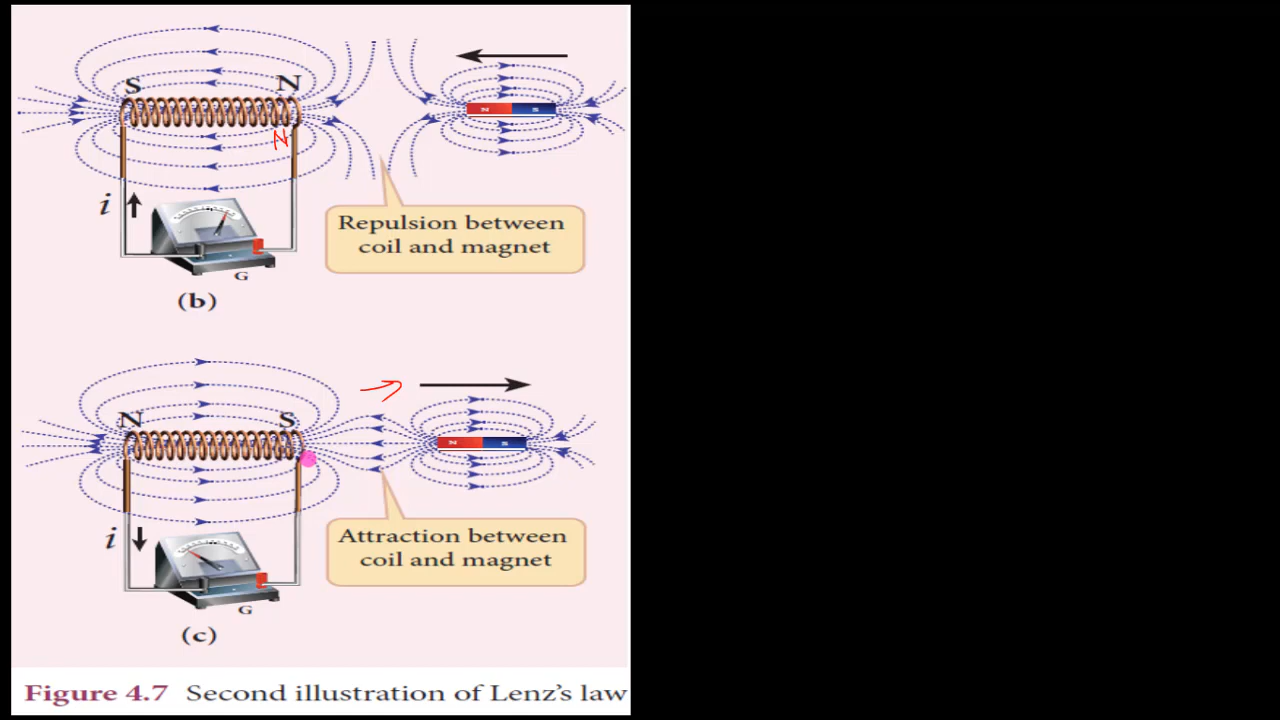 S
N
N S
N
i
Repulsion between
coil and magnet
G
(b)
N
S
N S
i
Attraction between
coil and magnet
G
(c)
Figure 4.7 Second illustration of Lenz's law